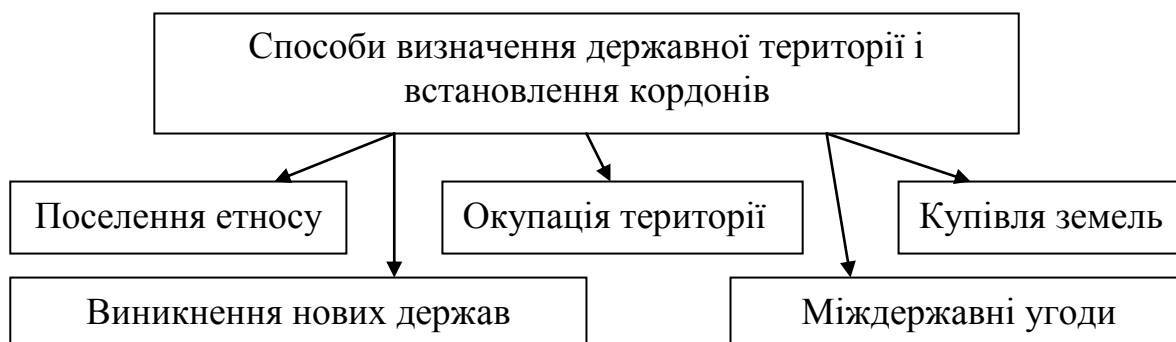 Способи визначення державної території і
встановлення кордонів
Поселення етносу
Окупація території
Купівля земель
Виникнення нових держав
Міждержавні угоди